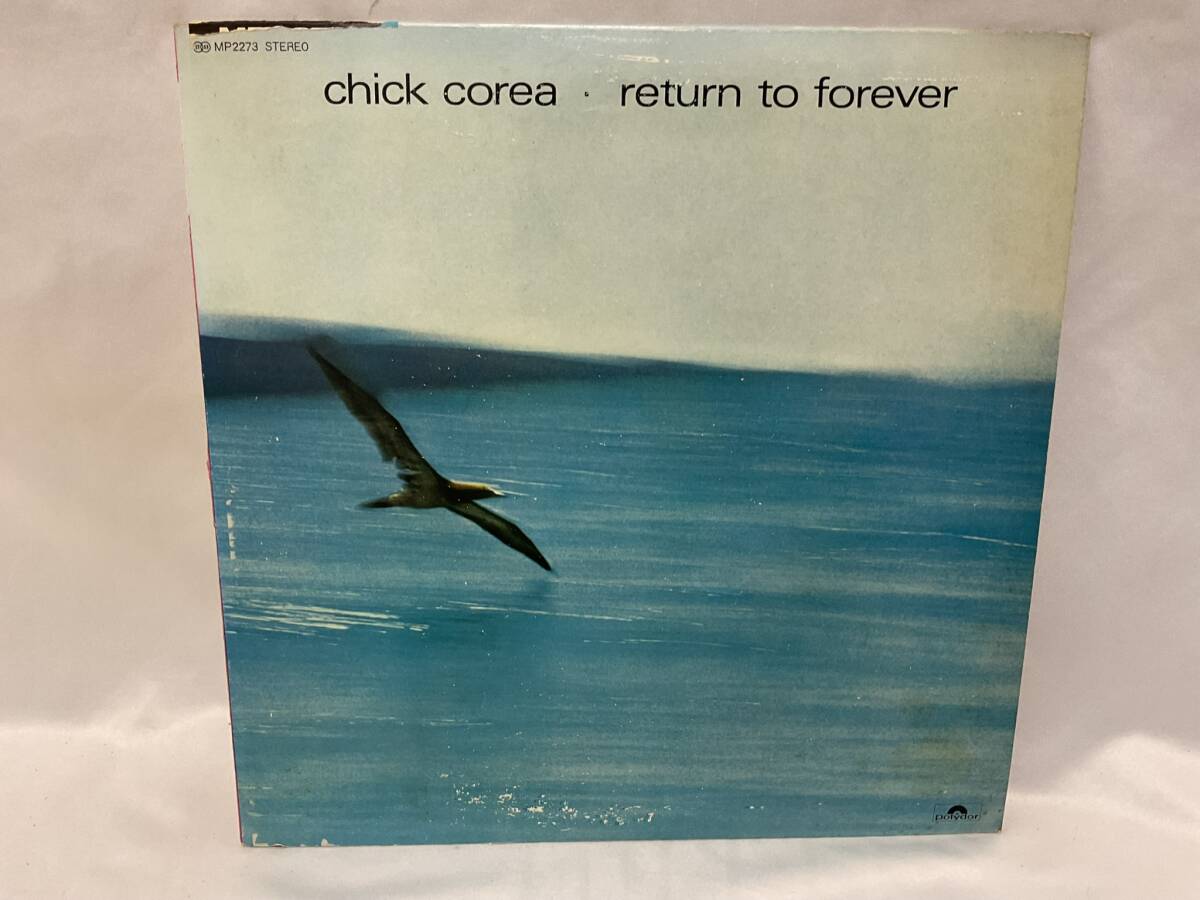 MP2273 STEREO
chick corea · return to forever
polydor